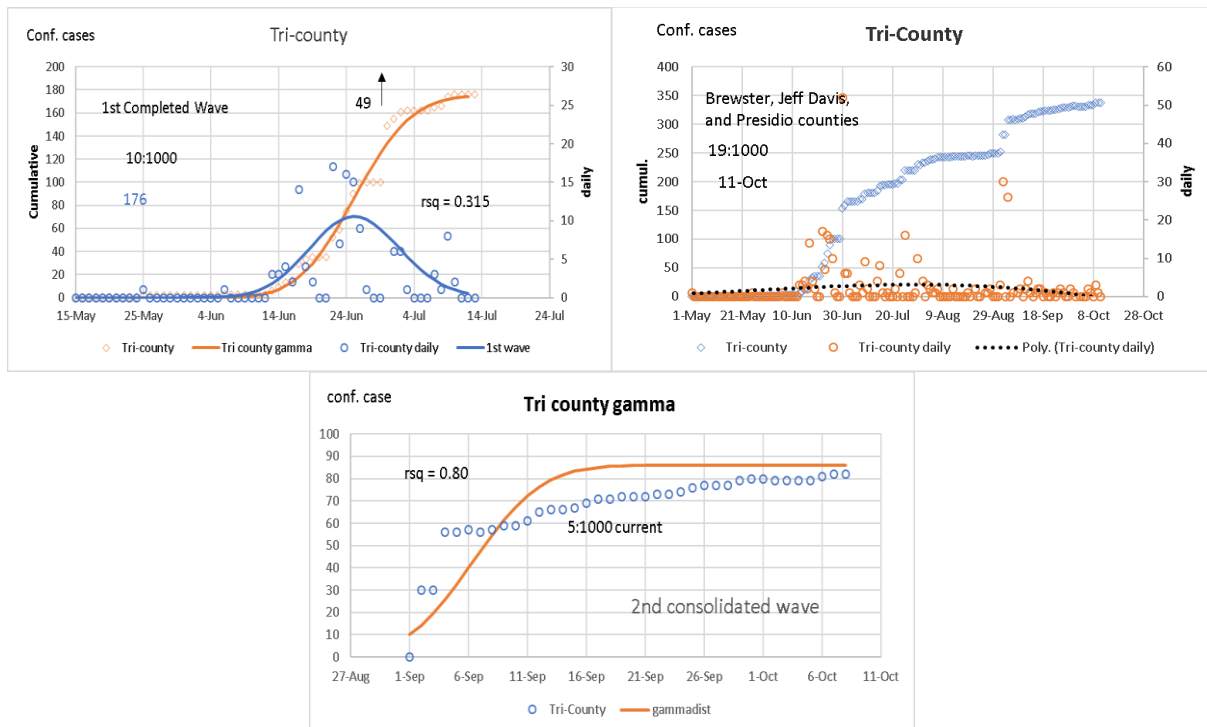 Conf. cases
Tri-county
200
180
160
140
120
100
80
60
40
20
0
Cumulative
30
25
20
15
10
5
0
daily
1st Completed Wave
49
10:1000
176
rsq = 0.315
15-May 25-May 4-Jun 14-Jun 24-Jun 4-Jul 14-Jul 24-Jul
Tri-county Tri county gamma Tri-county daily 1st wave
Conf. cases
Tri-County
400
350
300
250
200
150
100
50
0
cumul.
60
50
40
30
20
10
0
daily
Brewster, Jeff Davis,
and Presidio counties
19:1000
11-Oct
1-May 21-May 10-Jun 30-Jun 20-Jul 9-Aug 29-Aug 18-Sep 8-Oct 28-Oct
Tri-county Tri-county daily Poly. (Tri-county daily)
conf. case
Tri county gamma
100
90
80
70
60
50
40
30
20
10
0
rsq = 0.80
5:1000 current
2nd consolidated wave
27-Aug 1-Sep 6-Sep 11-Sep 16-Sep 21-Sep 26-Sep 1-Oct 6-Oct 11-Oct
Tri-County gammadist